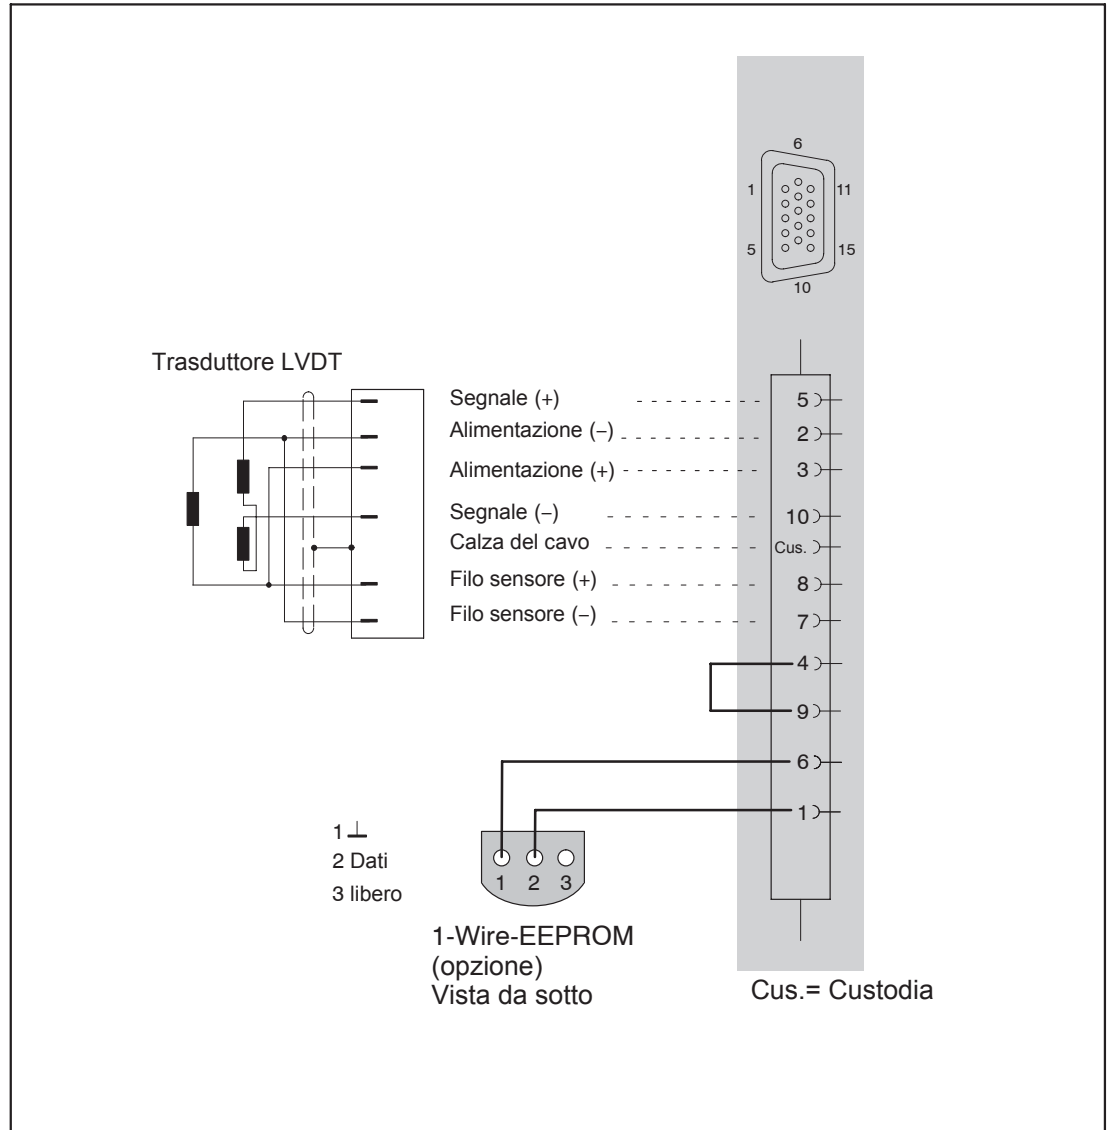 6
1 11
5 15
10
Trasduttore LVDT
Segnale (+) 5
Alimentazione (−) 2
Alimentazione (+) 3
Segnale (−) 10
Calza del cavo Cus.
Filo sensore (+) 8
Filo sensore (−) 7
4
9
6
1
1
2 Dati
3 libero
1 2 3
1-Wire-EEPROM
(opzione)
Vista da sotto
Cus.= Custodia